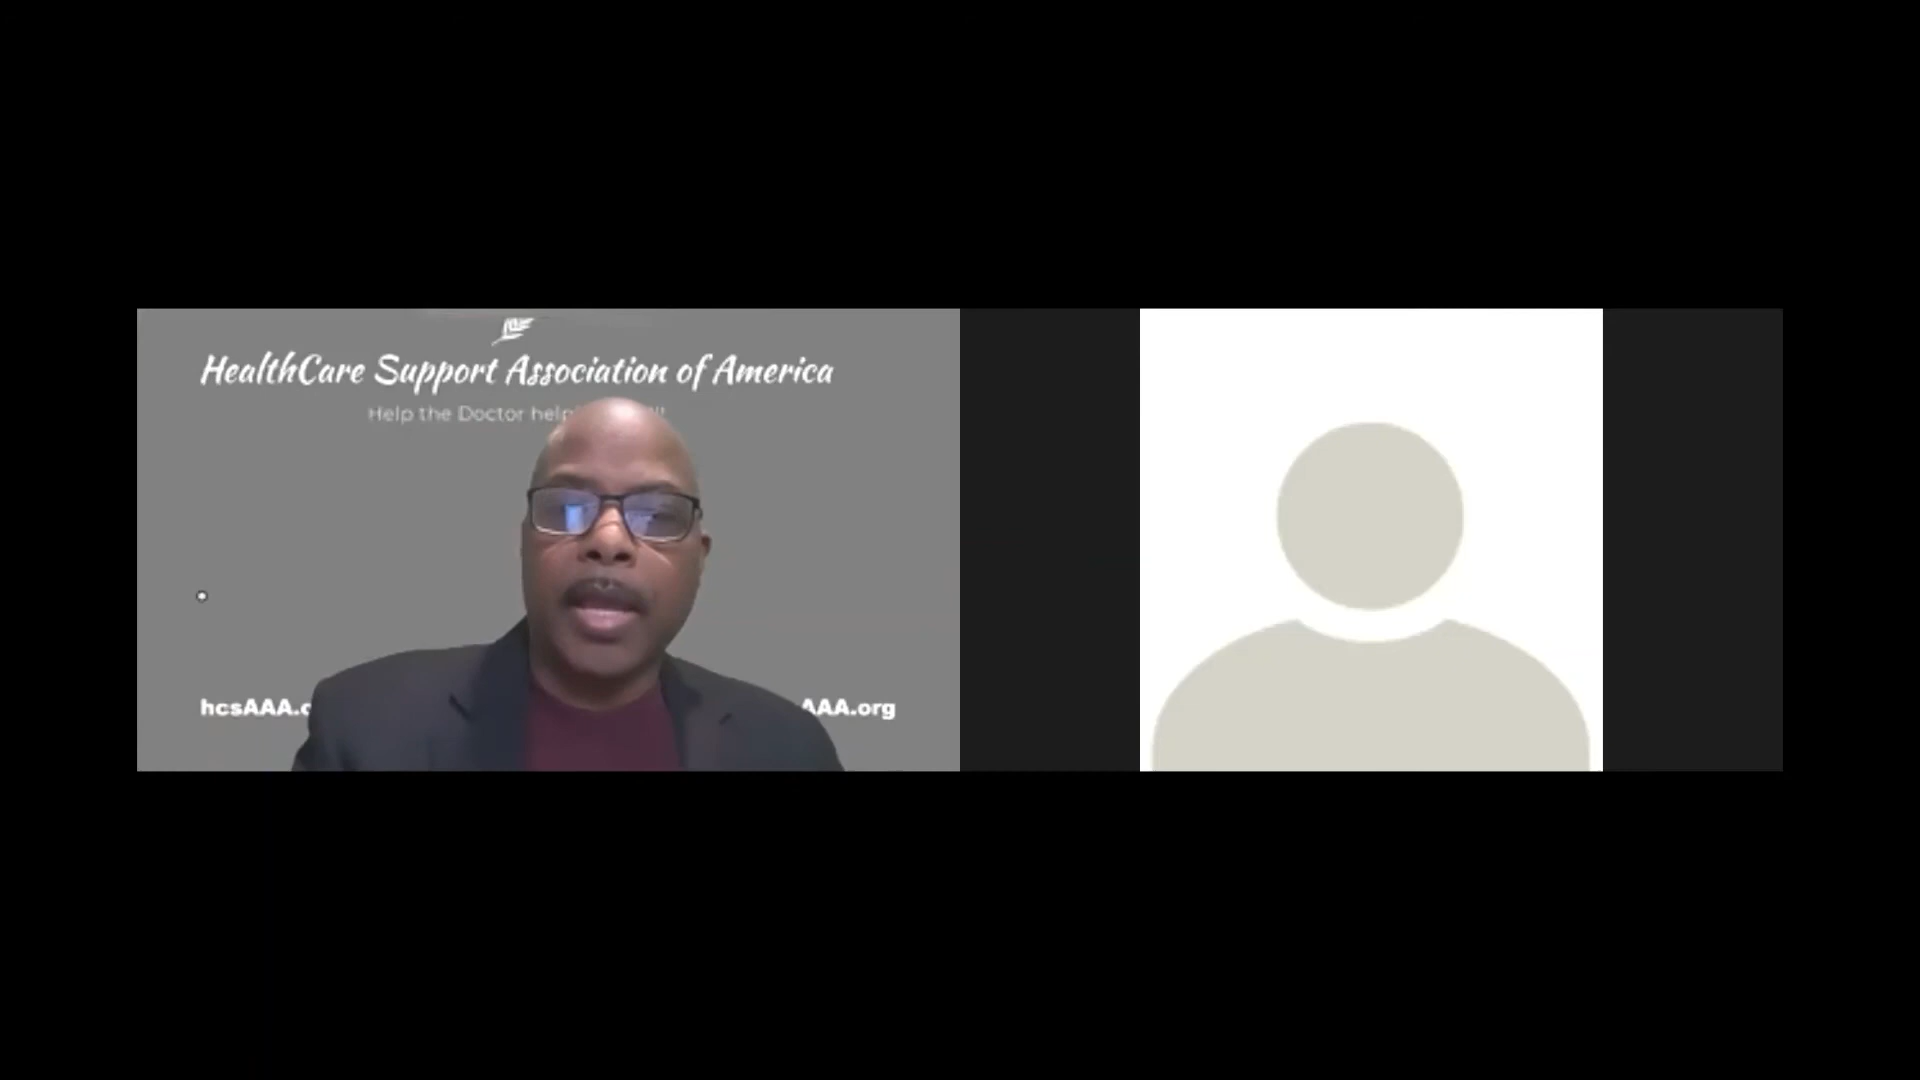 HealthCare Support Association of America
Help the Doctor help
hcsAAA. AAA.org